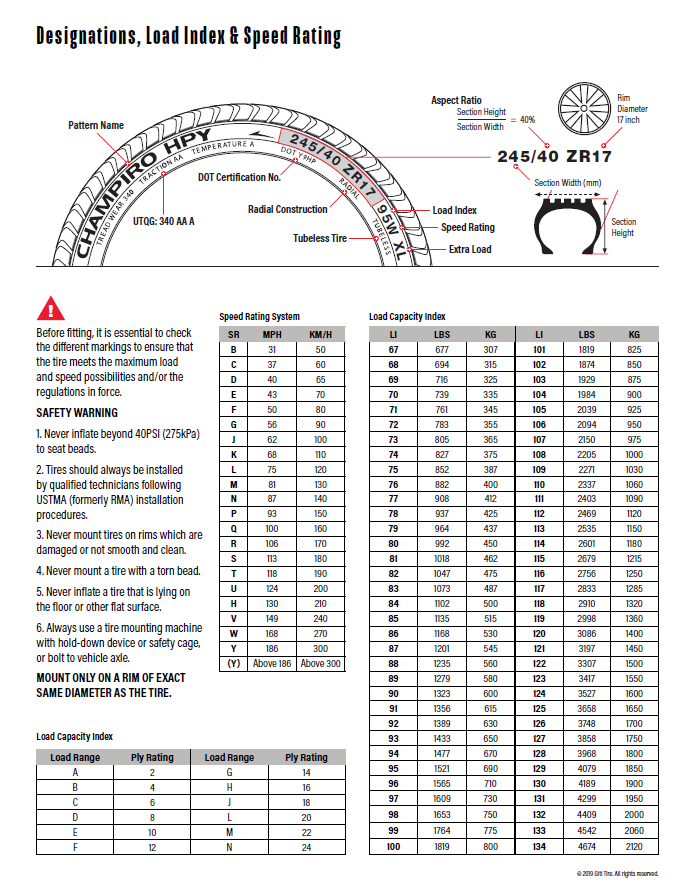 Designations, Load Index & Speed Rating
Pattern Name
CHAMPIRO HPY
TREAD WEAR 340 TRACTION AA TEMPERATURE A
DOT Y9HP
245/40 ZR17 95W XL
RADIAL
TUBELESS
DOT Certification No.
UTQG: 340 AA A
Radial Construction
Tubeless Tire
Load Index
Speed Rating
Extra Load
Aspect Ratio
Section Height
Section Width
= 40%
Rim
Diameter
17 inch
245/40 ZR17
Section Width (mm)
Section
Height
!
Before fitting, it is essential to check
the different markings to ensure that
the tire meets the maximum load
and speed possibilities and/or the
regulations in force.
SAFETY WARNING
1. Never inflate beyond 40PSI (275kPa)
to seat beads.
2. Tires should always be installed
by qualified technicians following
USTMA (formerly RMA) installation
procedures.
3. Never mount tires on rims which are
damaged or not smooth and clean.
4. Never mount a tire with a torn bead.
5. Never inflate a tire that is lying on
the floor or other flat surface.
6. Always use a tire mounting machine
with hold-down device or safety cage,
or bolt to vehicle axle.
MOUNT ONLY ON A RIM OF EXACT
SAME DIAMETER AS THE TIRE.
Speed Rating System
SR MPH KM/H
B 31 50
C 37 60
D 40 65
E 43 70
F 50 80
G 56 90
J 62 100
K 68 110
L 75 120
M 81 130
N 87 140
P 93 150
Q 100 160
R 106 170
S 113 180
T 118 190
U 124 200
H 130 210
V 149 240
W 168 270
Y 186 300
(Y) Above 186 Above 300
Load Capacity Index
LI LBS KG LI LBS KG
67 677 307 101 1819 825
68 694 315 102 1874 850
69 716 325 103 1929 875
70 739 335 104 1984 900
71 761 345 105 2039 925
72 783 355 106 2094 950
73 805 365 107 2150 975
74 827 375 108 2205 1000
75 852 387 109 2271 1030
76 882 400 110 2337 1060
77 908 412 111 2403 1090
78 937 425 112 2469 1120
79 964 437 113 2535 1150
80 992 450 114 2601 1180
81 1018 462 115 2679 1215
82 1047 475 116 2756 1250
83 1073 487 117 2833 1285
84 1102 500 118 2910 1320
85 1135 515 119 2998 1360
86 1168 530 120 3086 1400
87 1201 545 121 3197 1450
88 1235 560 122 3307 1500
89 1279 580 123 3417 1550
90 1323 600 124 3527 1600
91 1356 615 125 3658 1650
92 1389 630 126 3748 1700
93 1433 650 127 3858 1750
94 1477 670 128 3968 1800
95 1521 690 129 4079 1850
96 1565 710 130 4189 1900
97 1609 730 131 4299 1950
98 1653 750 132 4409 2000
99 1764 775 133 4542 2060
100 1819 800 134 4674 2120
Load Capacity Index
Load Range Ply Rating Load Range Ply Rating
A 2 G 14
B 4 H 16
C 6 J 18
D 8 L 20
E 10 M 22
F 12 N 24
© 2019 Giti Tire. All rights reserved.